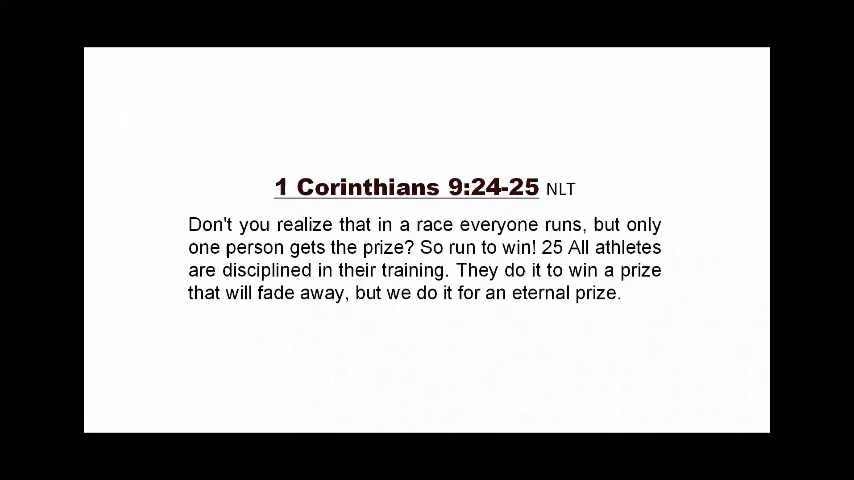 1 Corinthians 9:24-25 NLT
Don't you realize that in a race everyone runs, but only
one person gets the prize? So run to win! 25 All athletes
are disciplined in their training. They do it to win a prize
that will fade away, but we do it for an eternal prize.